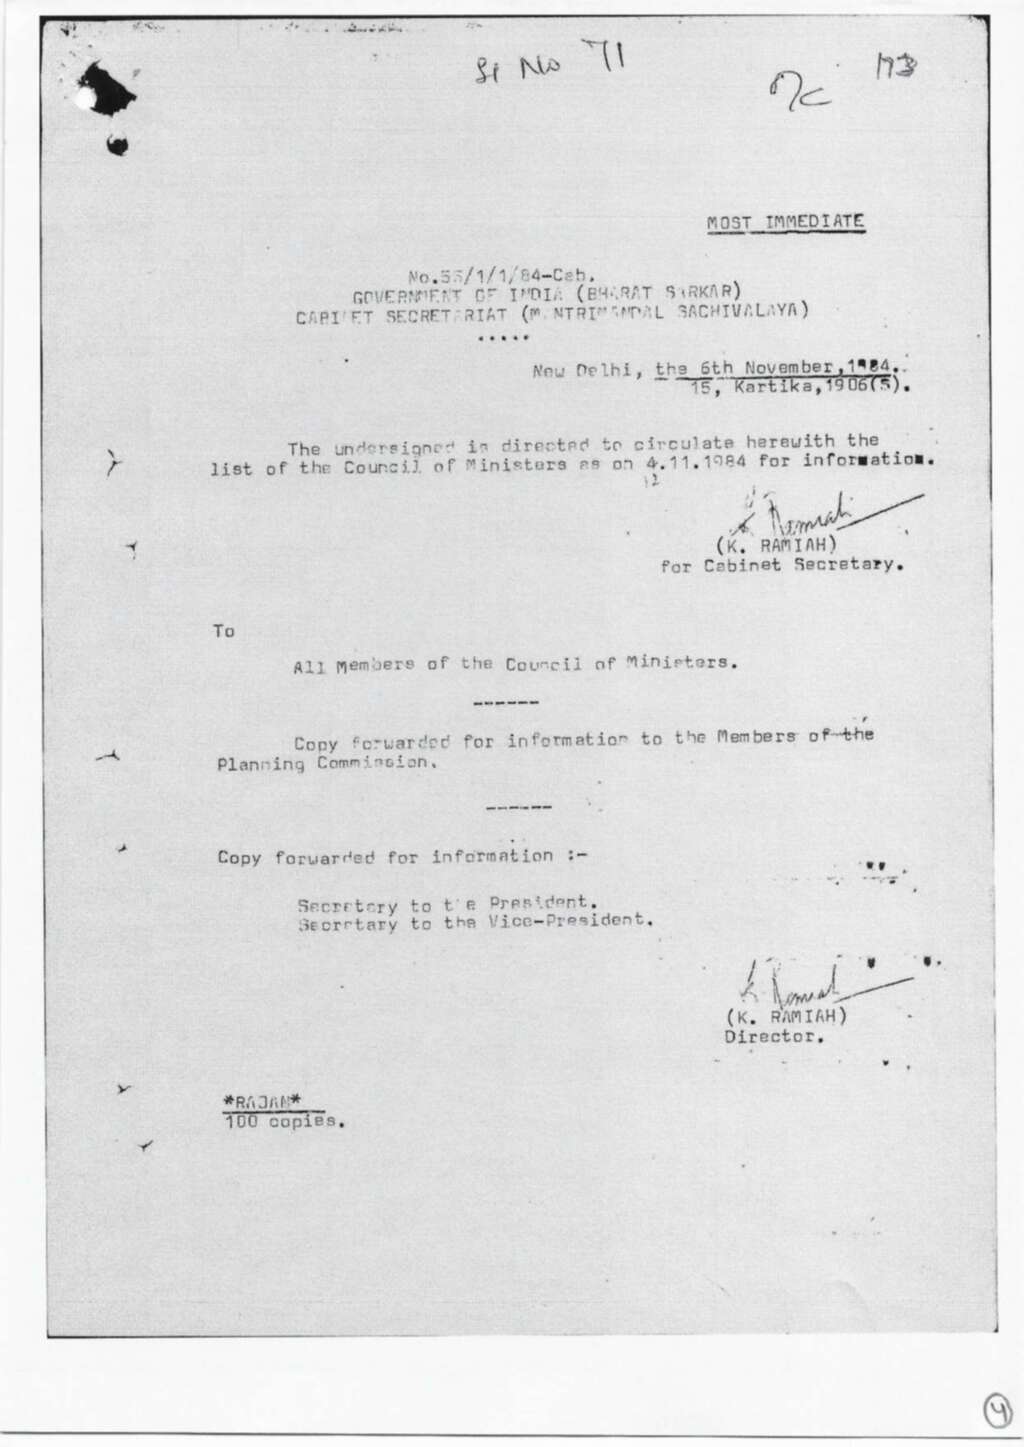 Sl No 71
193
MOST IMMEDIATE
No.55/1/1/84-Cab.
GOVERNMENT OF INDIA (BHARAT SARKAR)
CABINET SECRETARIAT (MANTRIMANDAL SACHIVALAYA)
.....
New Delhi, the 6th November,1984.
15, Kartika,1906(S).
The undersigned is directed to circulate herewith the
list of the Council of Ministers as on 4.11.1984 for information.
12
K Ramiah
(K. RAMIAH)
for Cabinet Secretary.
To
All Members of the Council of Ministers.
------
Copy forwarded for information to the Members of the
Planning Commission.
------
Copy forwarded for information :-
Secretary to the President.
Secretary to the Vice-President.
K Ramiah
(K. RAMIAH)
Director.
*RAJAN*
100 copies.
4